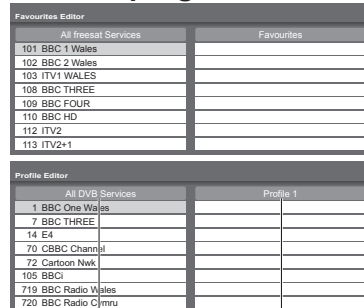 Favourites Editor
All freesat Services Favourites
101 BBC 1 Wales
102 BBC 2 Wales
103 ITV1 WALES
108 BBC THREE
109 BBC FOUR
110 BBC HD
112 ITV2
113 ITV2+1
Profile Editor
All DVB Services Profile 1
1 BBC One Wales
7 BBC THREE
14 E4
70 CBBC Channel
72 Cartoon Nwk
105 BBCi
719 BBC Radio Wales
720 BBC Radio Cymru